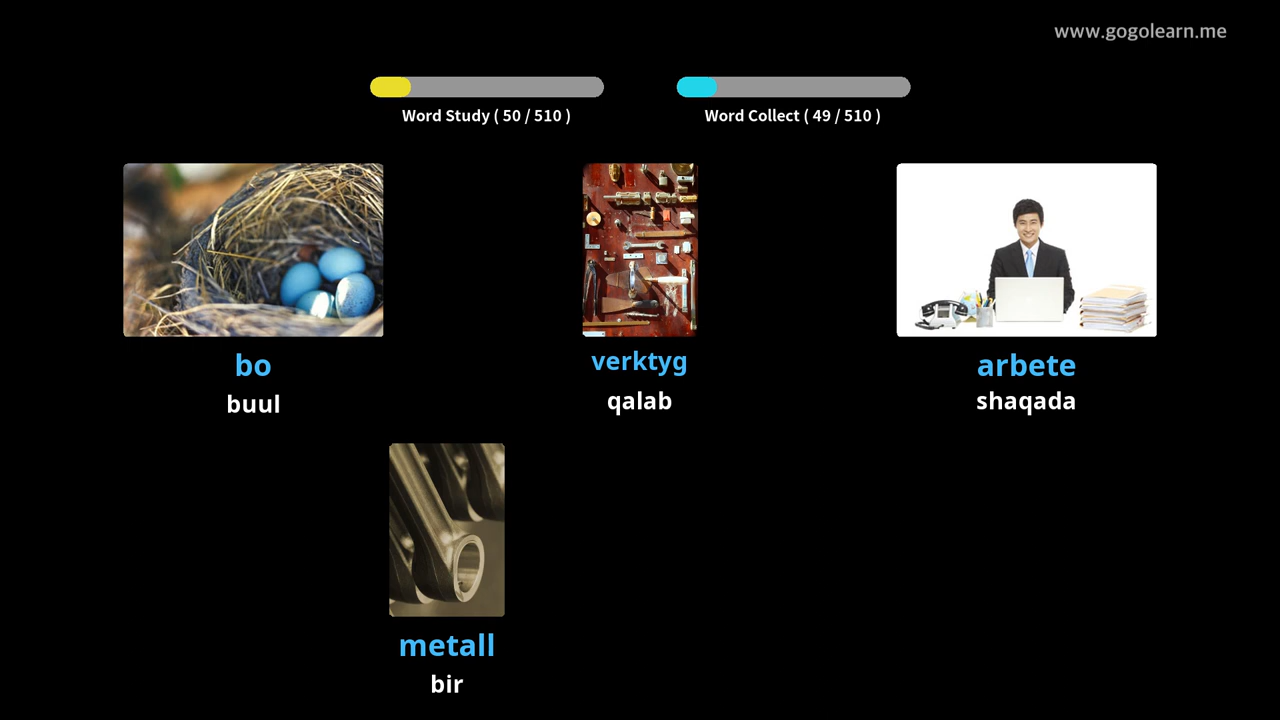 www.gogolearn.me
Word Study ( 50 / 510 )
Word Collect ( 49 / 510 )
bo
buul
verktyg
qalab
arbete
shaqada
metall
bir